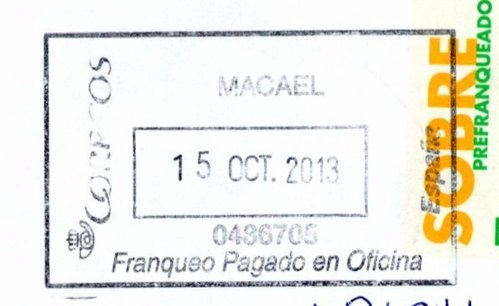 CORREOS
MACAEL
15 OCT. 2013
0486705
Franqueo Pagado en Oficina
España
SOBRE
PREFRANQUEADO